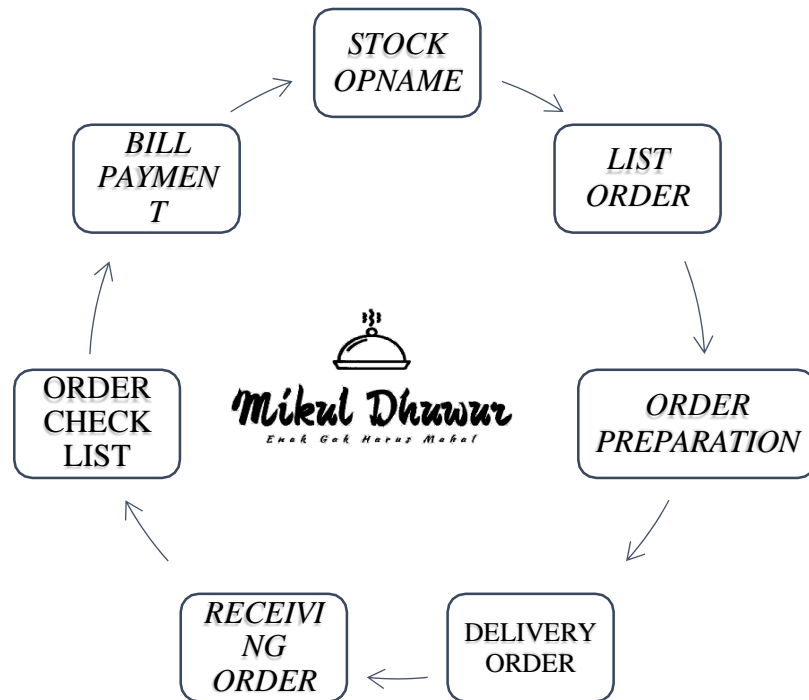 STOCK
OPNAME
LIST
ORDER
ORDER
PREPARATION
DELIVERY
ORDER
RECEIVI
NG
ORDER
ORDER
CHECK
LIST
BILL
PAYMEN
T
Mikul Dhuwur
Enak Gak Harus Mahal